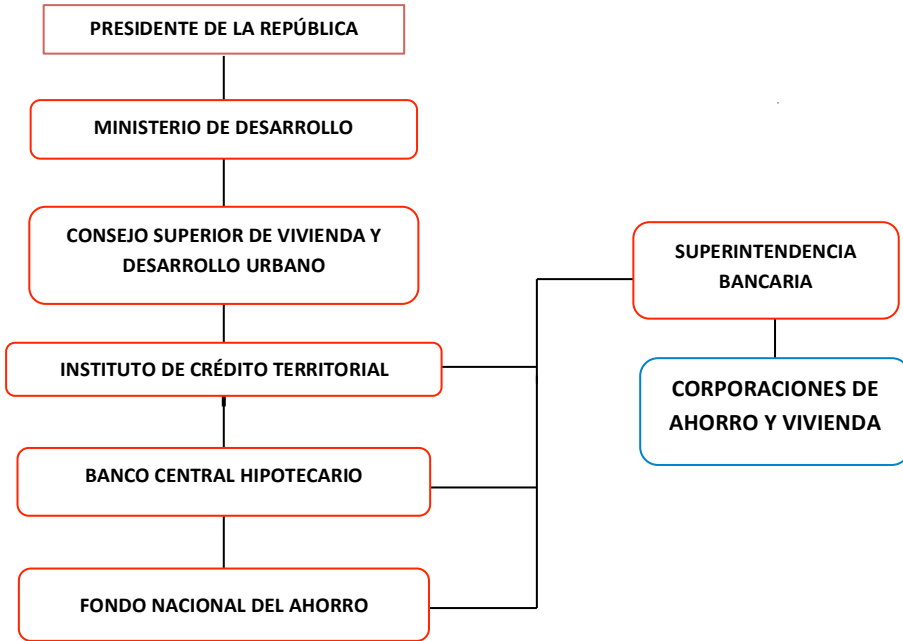 PRESIDENTE DE LA REPÚBLICA
MINISTERIO DE DESARROLLO
CONSEJO SUPERIOR DE VIVIENDA Y
DESARROLLO URBANO
INSTITUTO DE CRÉDITO TERRITORIAL
BANCO CENTRAL HIPOTECARIO
FONDO NACIONAL DEL AHORRO
SUPERINTENDENCIA
BANCARIA
CORPORACIONES DE
AHORRO Y VIVIENDA